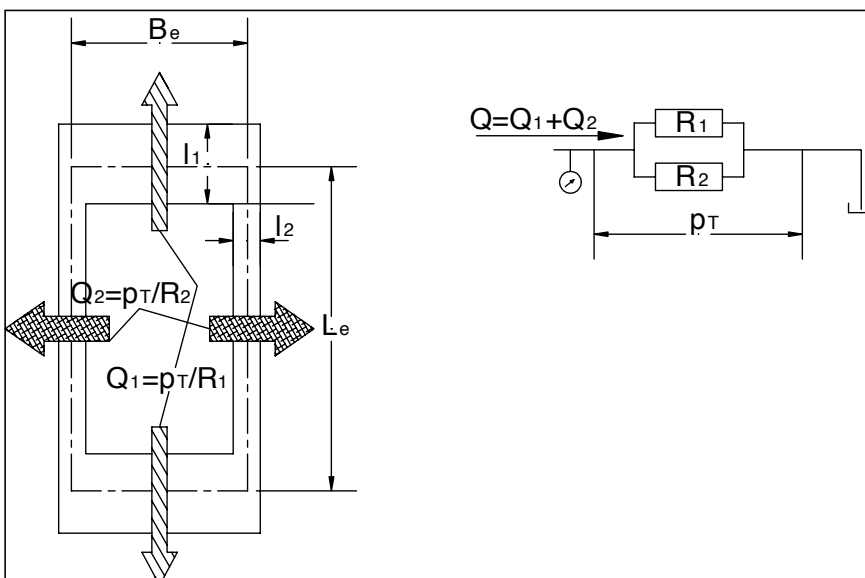 Be
l1
l2
Q2=pT/R2
Le
Q1=pT/R1
Q=Q1+Q2
R1
R2
pT